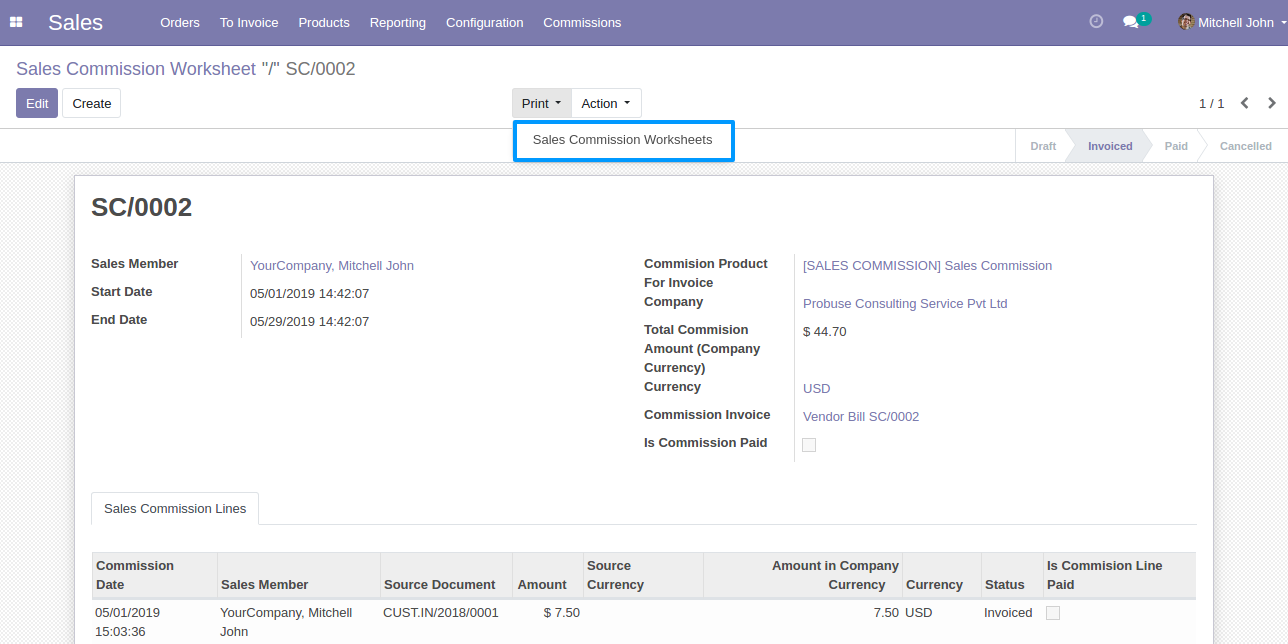 Sales Orders To Invoice Products Reporting Configuration Commissions 1 Mitchell John
Sales Commission Worksheet "/" SC/0002
Edit Create Print Action 1 / 1
Sales Commission Worksheets
Draft Invoiced Paid Cancelled
SC/0002
Sales Member YourCompany, Mitchell John
Start Date 05/01/2019 14:42:07
End Date 05/29/2019 14:42:07
Commision Product [SALES COMMISSION] Sales Commission
For Invoice
Company Probuse Consulting Service Pvt Ltd
Total Commision $ 44.70
Amount (Company
Currency)
Currency USD
Commission Invoice Vendor Bill SC/0002
Is Commission Paid
Sales Commission Lines
Commission Source Amount in Company Is Commision Line
Date Sales Member Source Document Amount Currency Currency Currency Status Paid
05/01/2019 YourCompany, Mitchell CUST.IN/2018/0001 $ 7.50 7.50 USD Invoiced
15:03:36 John